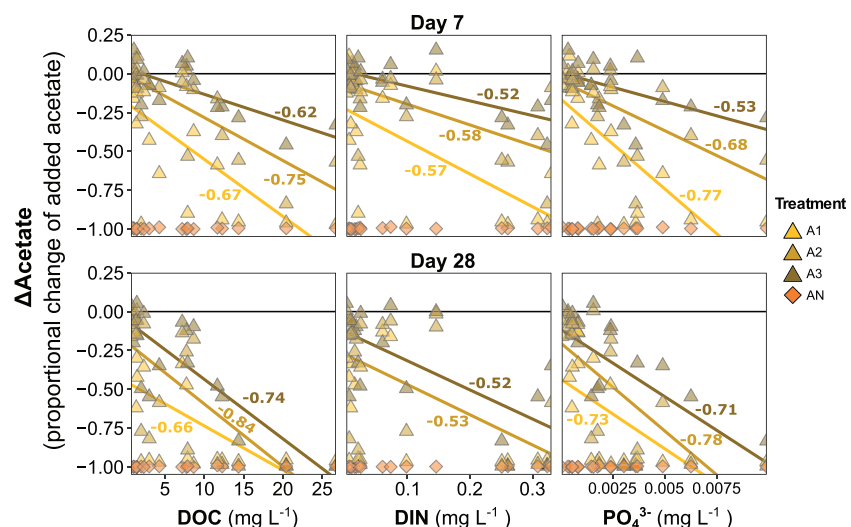 Day 7
0.25
0.00
-0.25
-0.50
-0.75
-1.00
-0.62
-0.75
-0.67
-0.52
-0.58
-0.57
-0.53
-0.68
-0.77
Day 28
0.25
0.00
-0.25
-0.50
-0.75
-1.00
-0.74
-0.84
-0.66
-0.52
-0.53
-0.71
-0.73
-0.78
5 10 15 20 25
0.1 0.2 0.3
0.0025 0.005 0.0075
DOC (mg L⁻¹)
DIN (mg L⁻¹)
PO₄³⁻ (mg L⁻¹)
ΔAcetate
(proportional change of added acetate)
Treatment
A1
A2
A3
AN